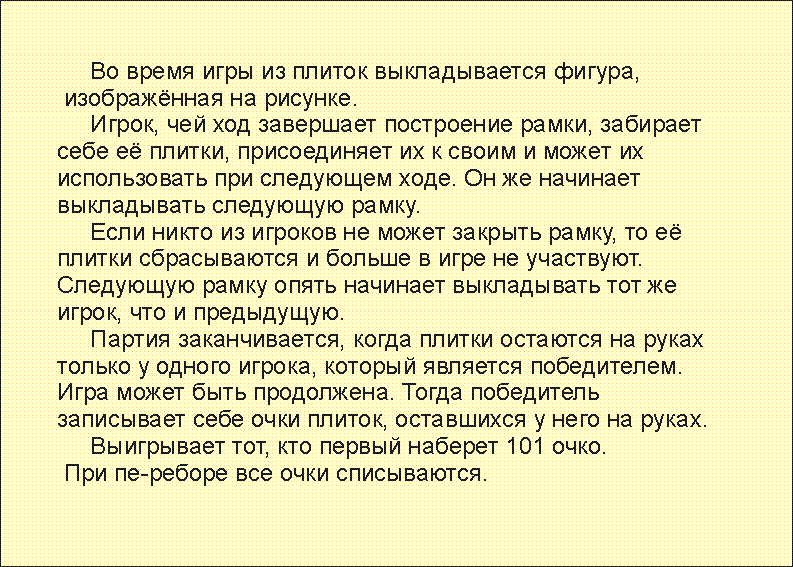 Во время игры из плиток выкладывается фигура,
изображённая на рисунке.
Игрок, чей ход завершает построение рамки, забирает
себе её плитки, присоединяет их к своим и может их
использовать при следующем ходе. Он же начинает
выкладывать следующую рамку.
Если никто из игроков не может закрыть рамку, то её
плитки сбрасываются и больше в игре не участвуют.
Следующую рамку опять начинает выкладывать тот же
игрок, что и предыдущую.
Партия заканчивается, когда плитки остаются на руках
только у одного игрока, который является победителем.
Игра может быть продолжена. Тогда победитель
записывает себе очки плиток, оставшихся у него на руках.
Выигрывает тот, кто первый наберет 101 очко.
При пе-реборе все очки списываются.